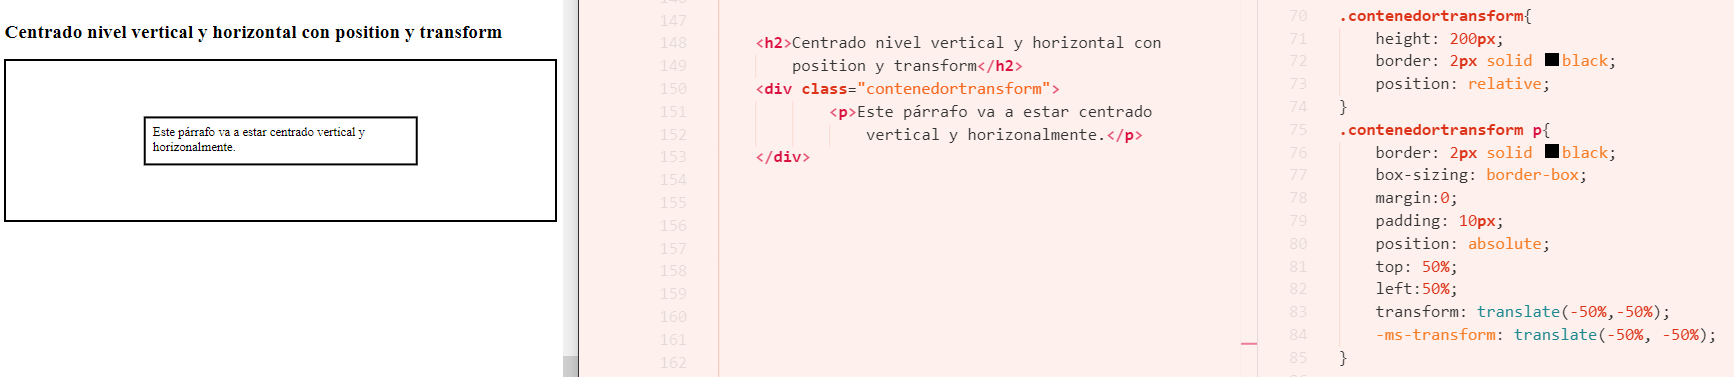 Centrado nivel vertical y horizontal con position y transform
Este párrafo va a estar centrado vertical y
horizonalmente.
146
147
148 <h2>Centrado nivel vertical y horizontal con
149 position y transform</h2>
150 <div class="contenedortransform">
151 <p>Este párrafo va a estar centrado
152 vertical y horizonalmente.</p>
153 </div>
154
155
156
157
158
159
160
161
162
70 .contenedortransform{
71 height: 200px;
72 border: 2px solid black;
73 position: relative;
74 }
75 .contenedortransform p{
76 border: 2px solid black;
77 box-sizing: border-box;
78 margin:0;
79 padding: 10px;
80 position: absolute;
81 top: 50%;
82 left:50%;
83 transform: translate(-50%,-50%);
84 -ms-transform: translate(-50%, -50%);
85 }